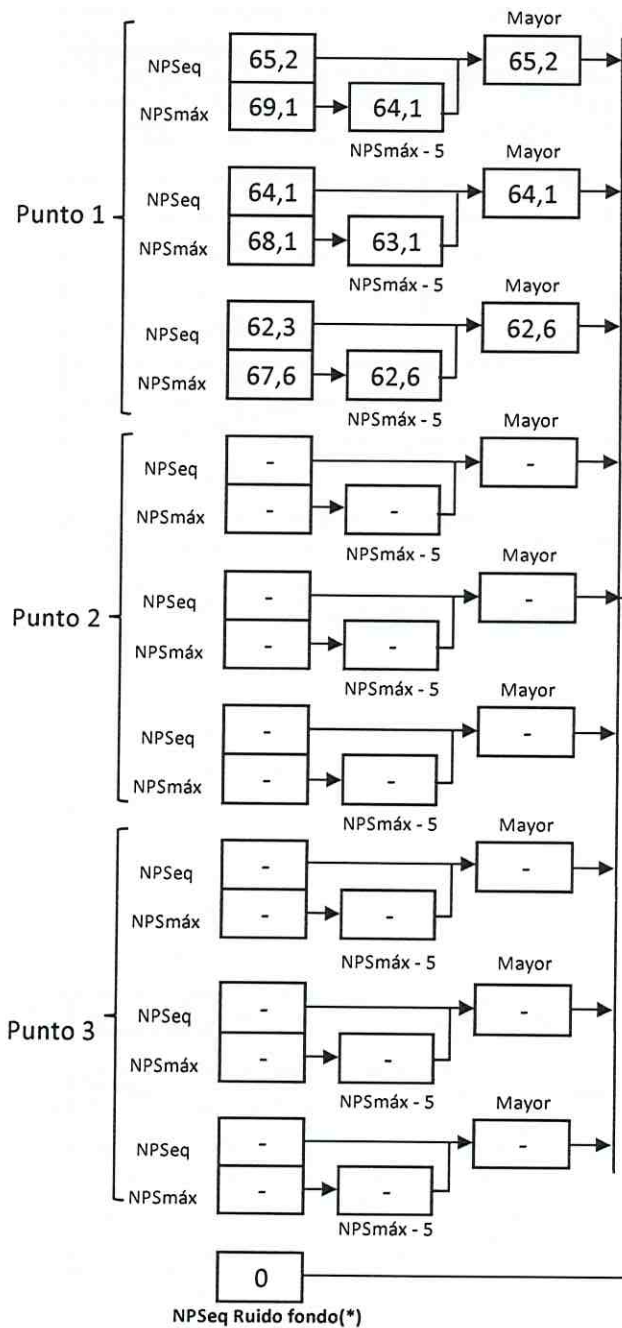 Mayor
NPSeq 65,2 65,2
NPSmáx 69,1 64,1
NPSmáx - 5
Mayor
NPSeq 64,1 64,1
Punto 1
NPSmáx 68,1 63,1
NPSmáx - 5
Mayor
NPSeq 62,3 62,6
NPSmáx 67,6 62,6
NPSmáx - 5
Mayor
NPSeq - -
NPSmáx - -
NPSmáx - 5
Mayor
NPSeq - -
Punto 2
NPSmáx - -
NPSmáx - 5
Mayor
NPSeq - -
NPSmáx - -
NPSmáx - 5
Mayor
NPSeq - -
NPSmáx - -
NPSmáx - 5
Mayor
NPSeq - -
Punto 3
NPSmáx - -
NPSmáx - 5
Mayor
NPSeq - -
NPSmáx - -
NPSmáx - 5
0
NPSeq Ruido fondo(*)